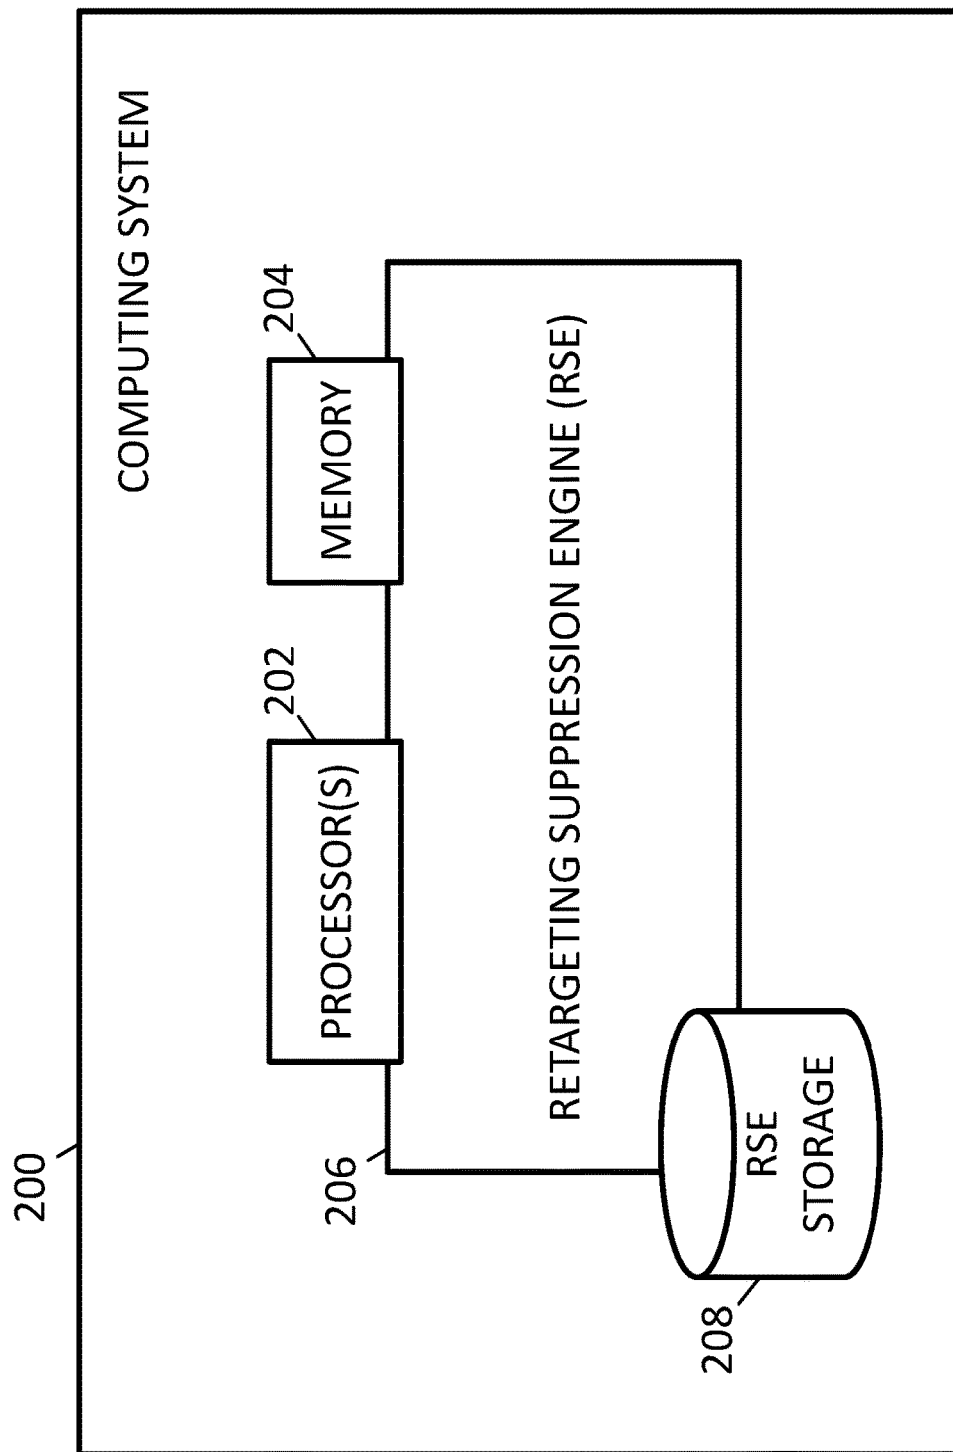 200
COMPUTING SYSTEM
202
204
PROCESSOR(S)
MEMORY
206
RETARGETING SUPPRESSION ENGINE (RSE)
208
RSE
STORAGE